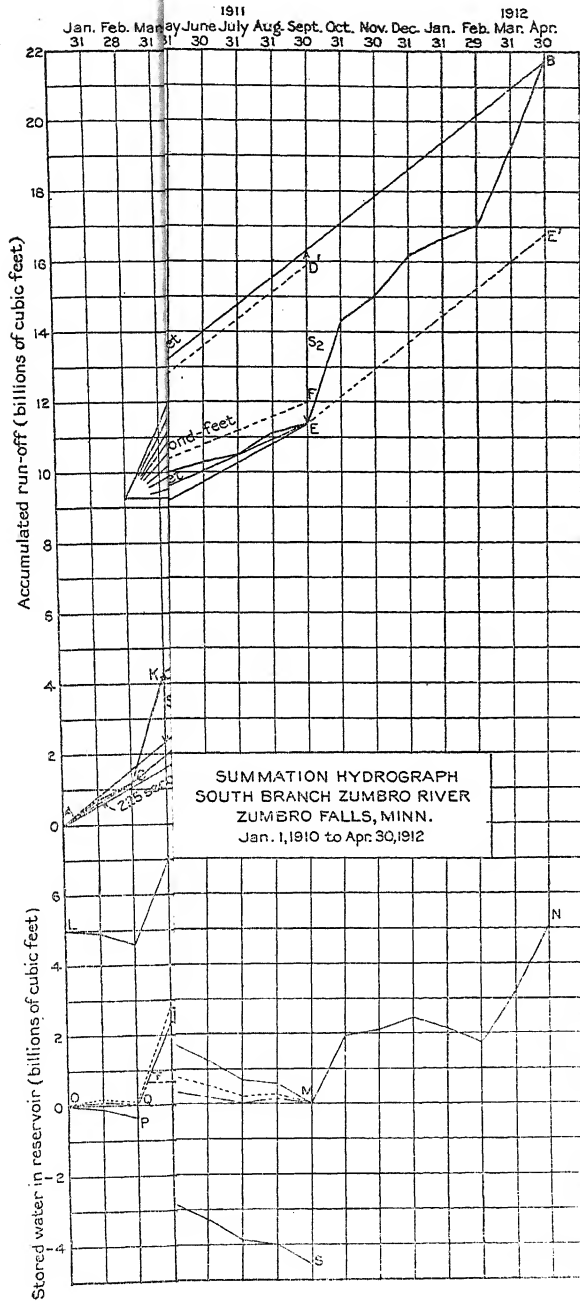 1911 1912
Jan. Feb. Mar ay June July Aug. Sept. Oct. Nov. Dec. Jan. Feb. Mar. Apr.
31 28 31 31 30 31 31 30 31 30 31 31 29 31 30
22
20
18
16
14
12
10
8
6
4
2
0
Accumulated run-off (billions of cubic feet)
B
D'
E'
et
S2
F
ond-feet
E
et
K
S
A
SUMMATION HYDROGRAPH
SOUTH BRANCH ZUMBRO RIVER
ZUMBRO FALLS, MINN.
Jan. 1, 1910 to Apr. 30, 1912
6
4
2
0
-2
-4
Stored water in reservoir (billions of cubic feet)
L
N
O
Q
P
M
S